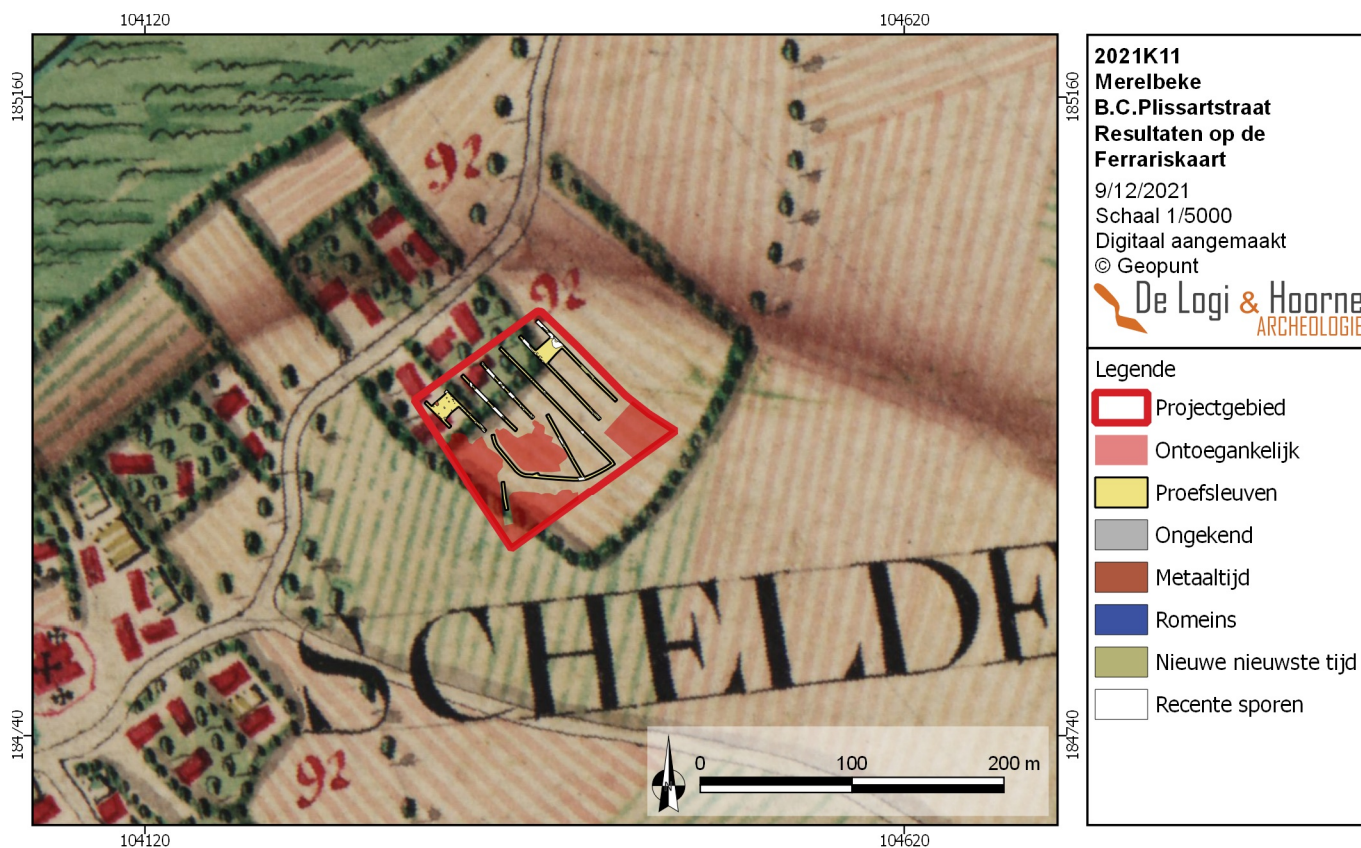 104120
104620
185160
185160
92
92
SCHELDE
92
184740
184740
0 100 200 m
N
104120
104620
2021K11
Merelbeke
B.C.Plissartstraat
Resultaten op de
Ferrariskaart
9/12/2021
Schaal 1/5000
Digitaal aangemaakt
© Geopunt
De Logi & Hoorne
ARCHEOLOGIE
Legende
Projectgebied
Ontoegankelijk
Proefsleuven
Ongekend
Metaaltijd
Romeins
Nieuwe nieuwste tijd
Recente sporen